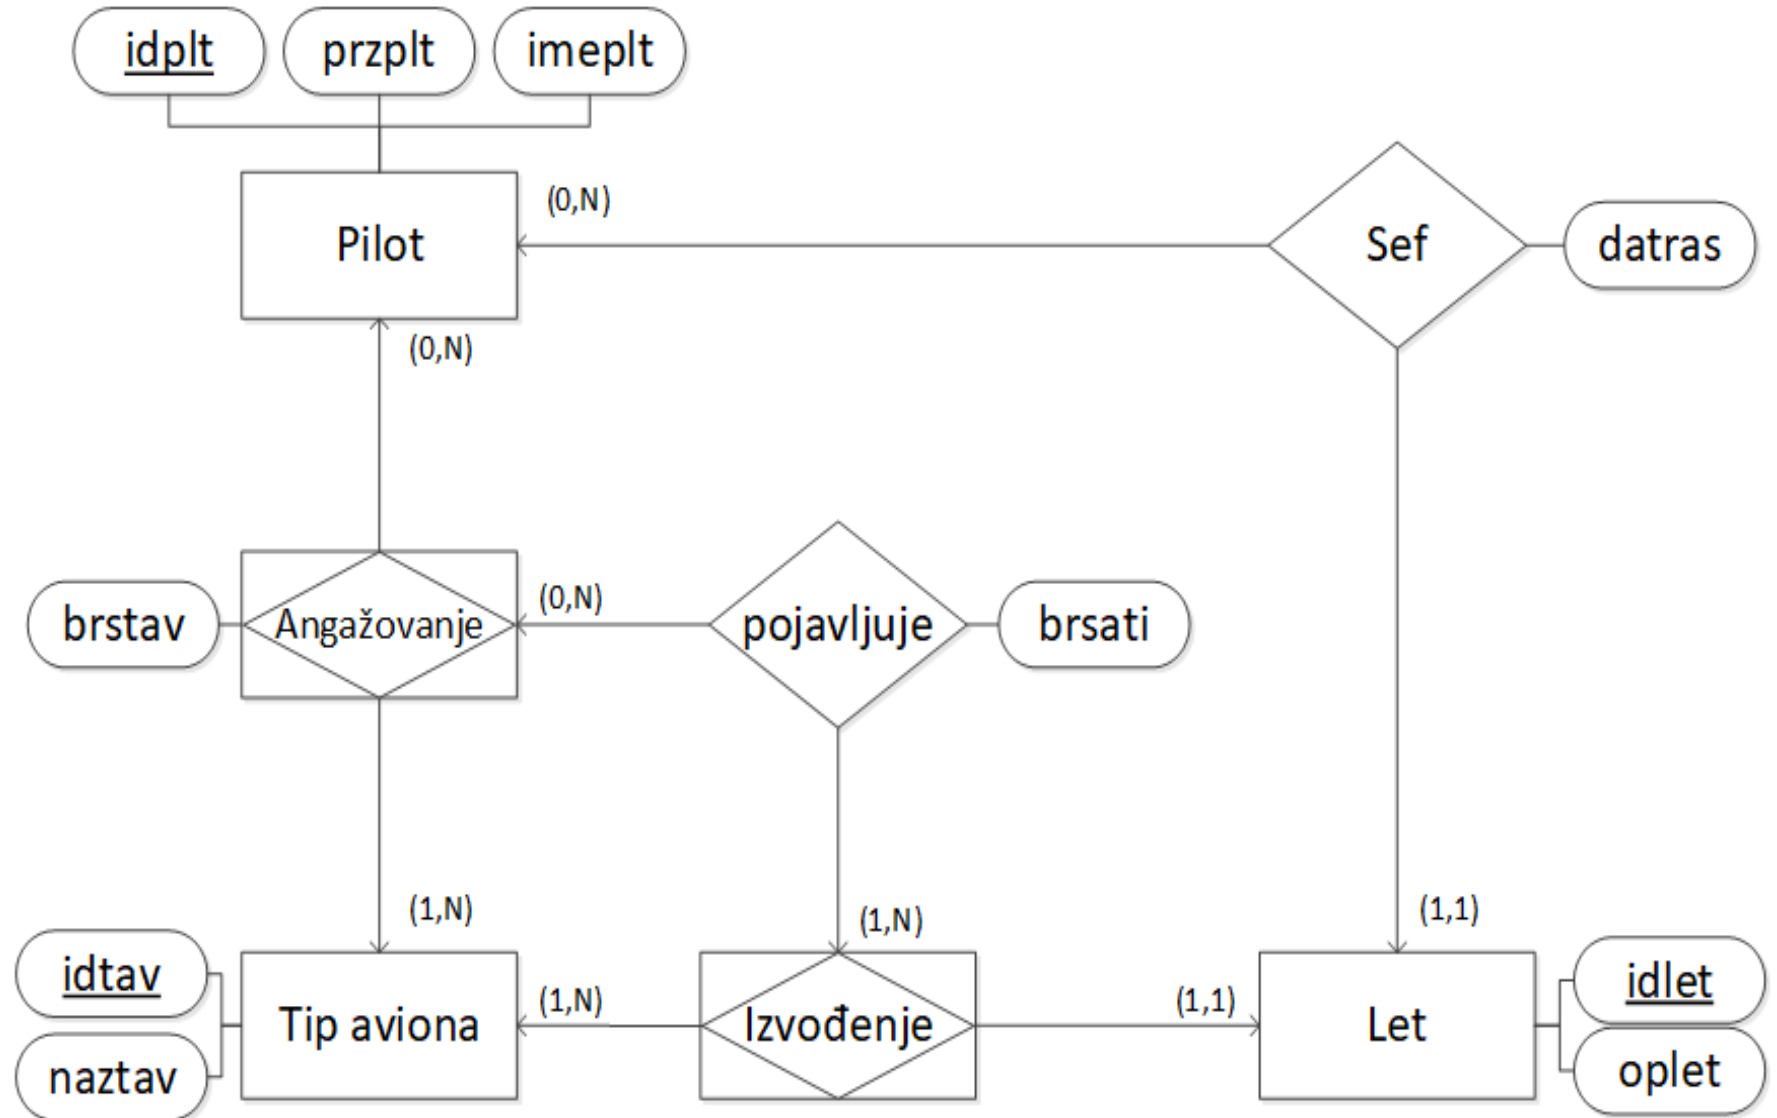 idplt
przplt
imeplt
Pilot
(0,N)
Sef
datras
(0,N)
brstav
Angažovanje
(0,N)
pojavljuje
brsati
(1,N)
(1,N)
(1,1)
idtav
naztav
Tip aviona
(1,N)
Izvođenje
(1,1)
Let
idlet
oplet